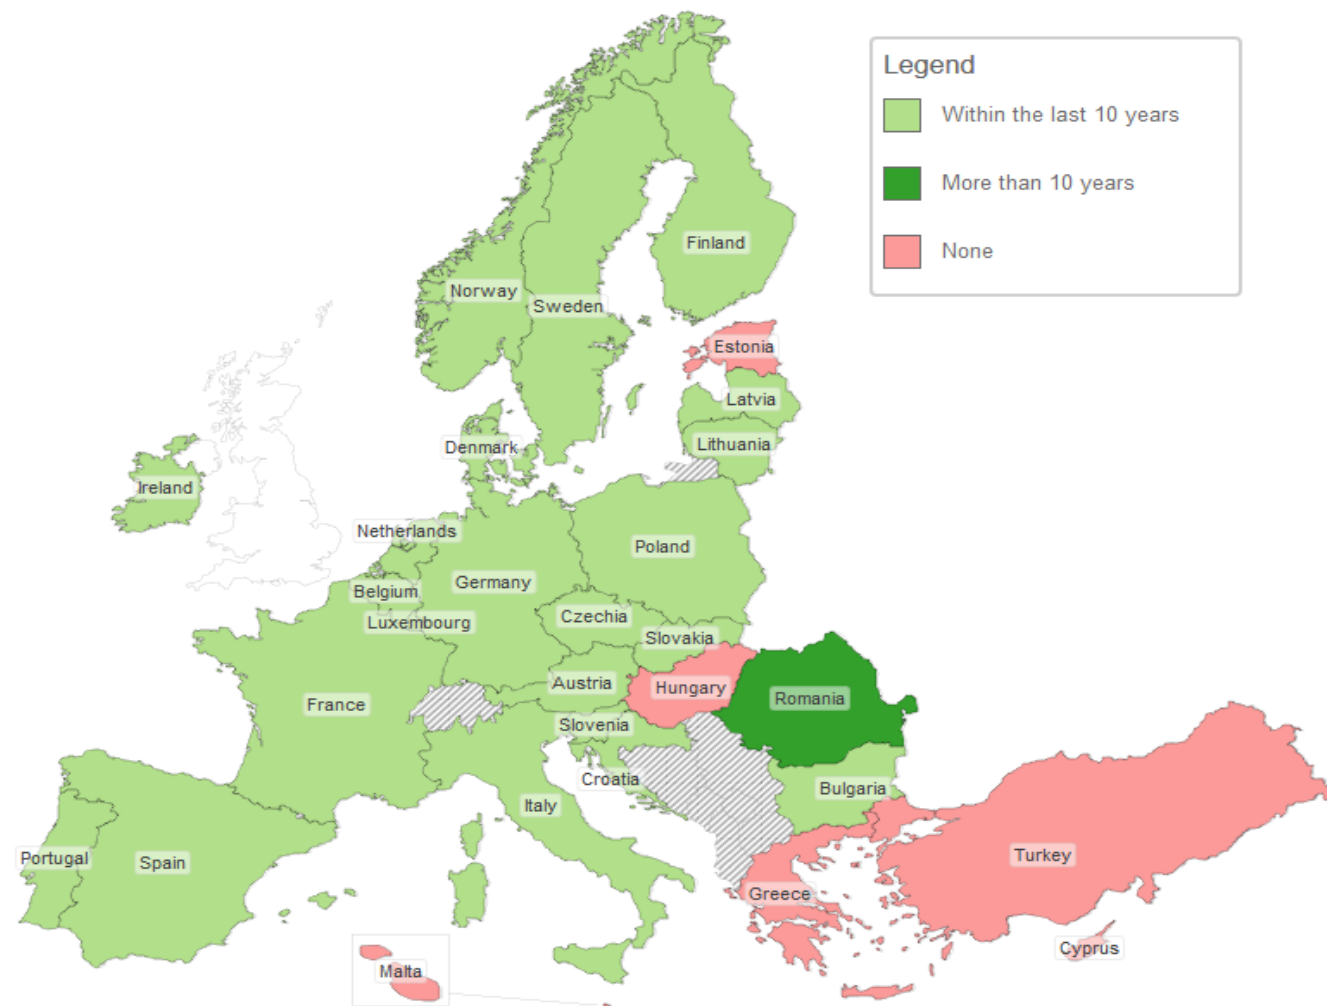 Legend
Within the last 10 years
More than 10 years
None
Finland
Norway
Sweden
Estonia
Latvia
Denmark
Lithuania
Ireland
Netherlands
Poland
Germany
Belgium
Czechia
Luxembourg
Slovakia
Austria
Hungary
Romania
France
Slovenia
Croatia
Bulgaria
Italy
Portugal
Spain
Turkey
Greece
Cyprus
Malta